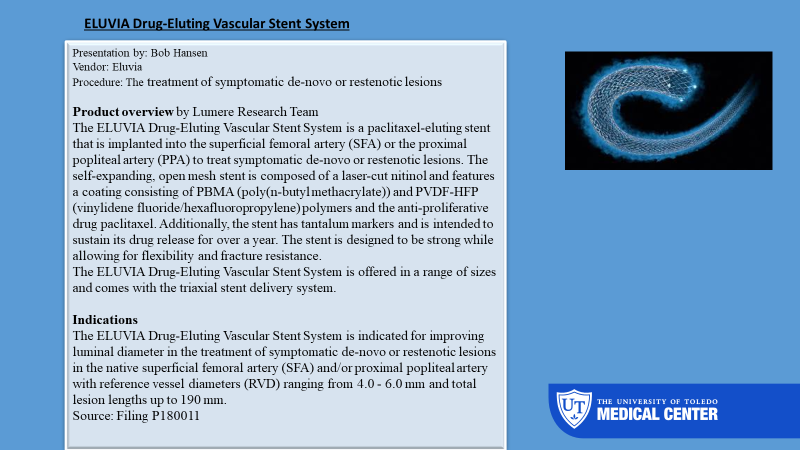 ELUVIA Drug-Eluting Vascular Stent System
Presentation by: Bob Hansen
Vendor: Eluvia
Procedure: The treatment of symptomatic de-novo or restenotic lesions
Product overview by Lumere Research Team
The ELUVIA Drug-Eluting Vascular Stent System is a paclitaxel-eluting stent
that is implanted into the superficial femoral artery (SFA) or the proximal
popliteal artery (PPA) to treat symptomatic de-novo or restenotic lesions. The
self-expanding, open mesh stent is composed of a laser-cut nitinol and features
a coating consisting of PBMA (poly(n-butyl methacrylate)) and PVDF-HFP
(vinylidene fluoride/hexafluoropropylene) polymers and the anti-proliferative
drug paclitaxel. Additionally, the stent has tantalum markers and is intended to
sustain its drug release for over a year. The stent is designed to be strong while
allowing for flexibility and fracture resistance.
The ELUVIA Drug-Eluting Vascular Stent System is offered in a range of sizes
and comes with the triaxial stent delivery system.
Indications
The ELUVIA Drug-Eluting Vascular Stent System is indicated for improving
luminal diameter in the treatment of symptomatic de-novo or restenotic lesions
in the native superficial femoral artery (SFA) and/or proximal popliteal artery
with reference vessel diameters (RVD) ranging from 4.0 - 6.0 mm and total
lesion lengths up to 190 mm.
Source: Filing P180011
UT
THE UNIVERSITY OF TOLEDO
MEDICAL CENTER